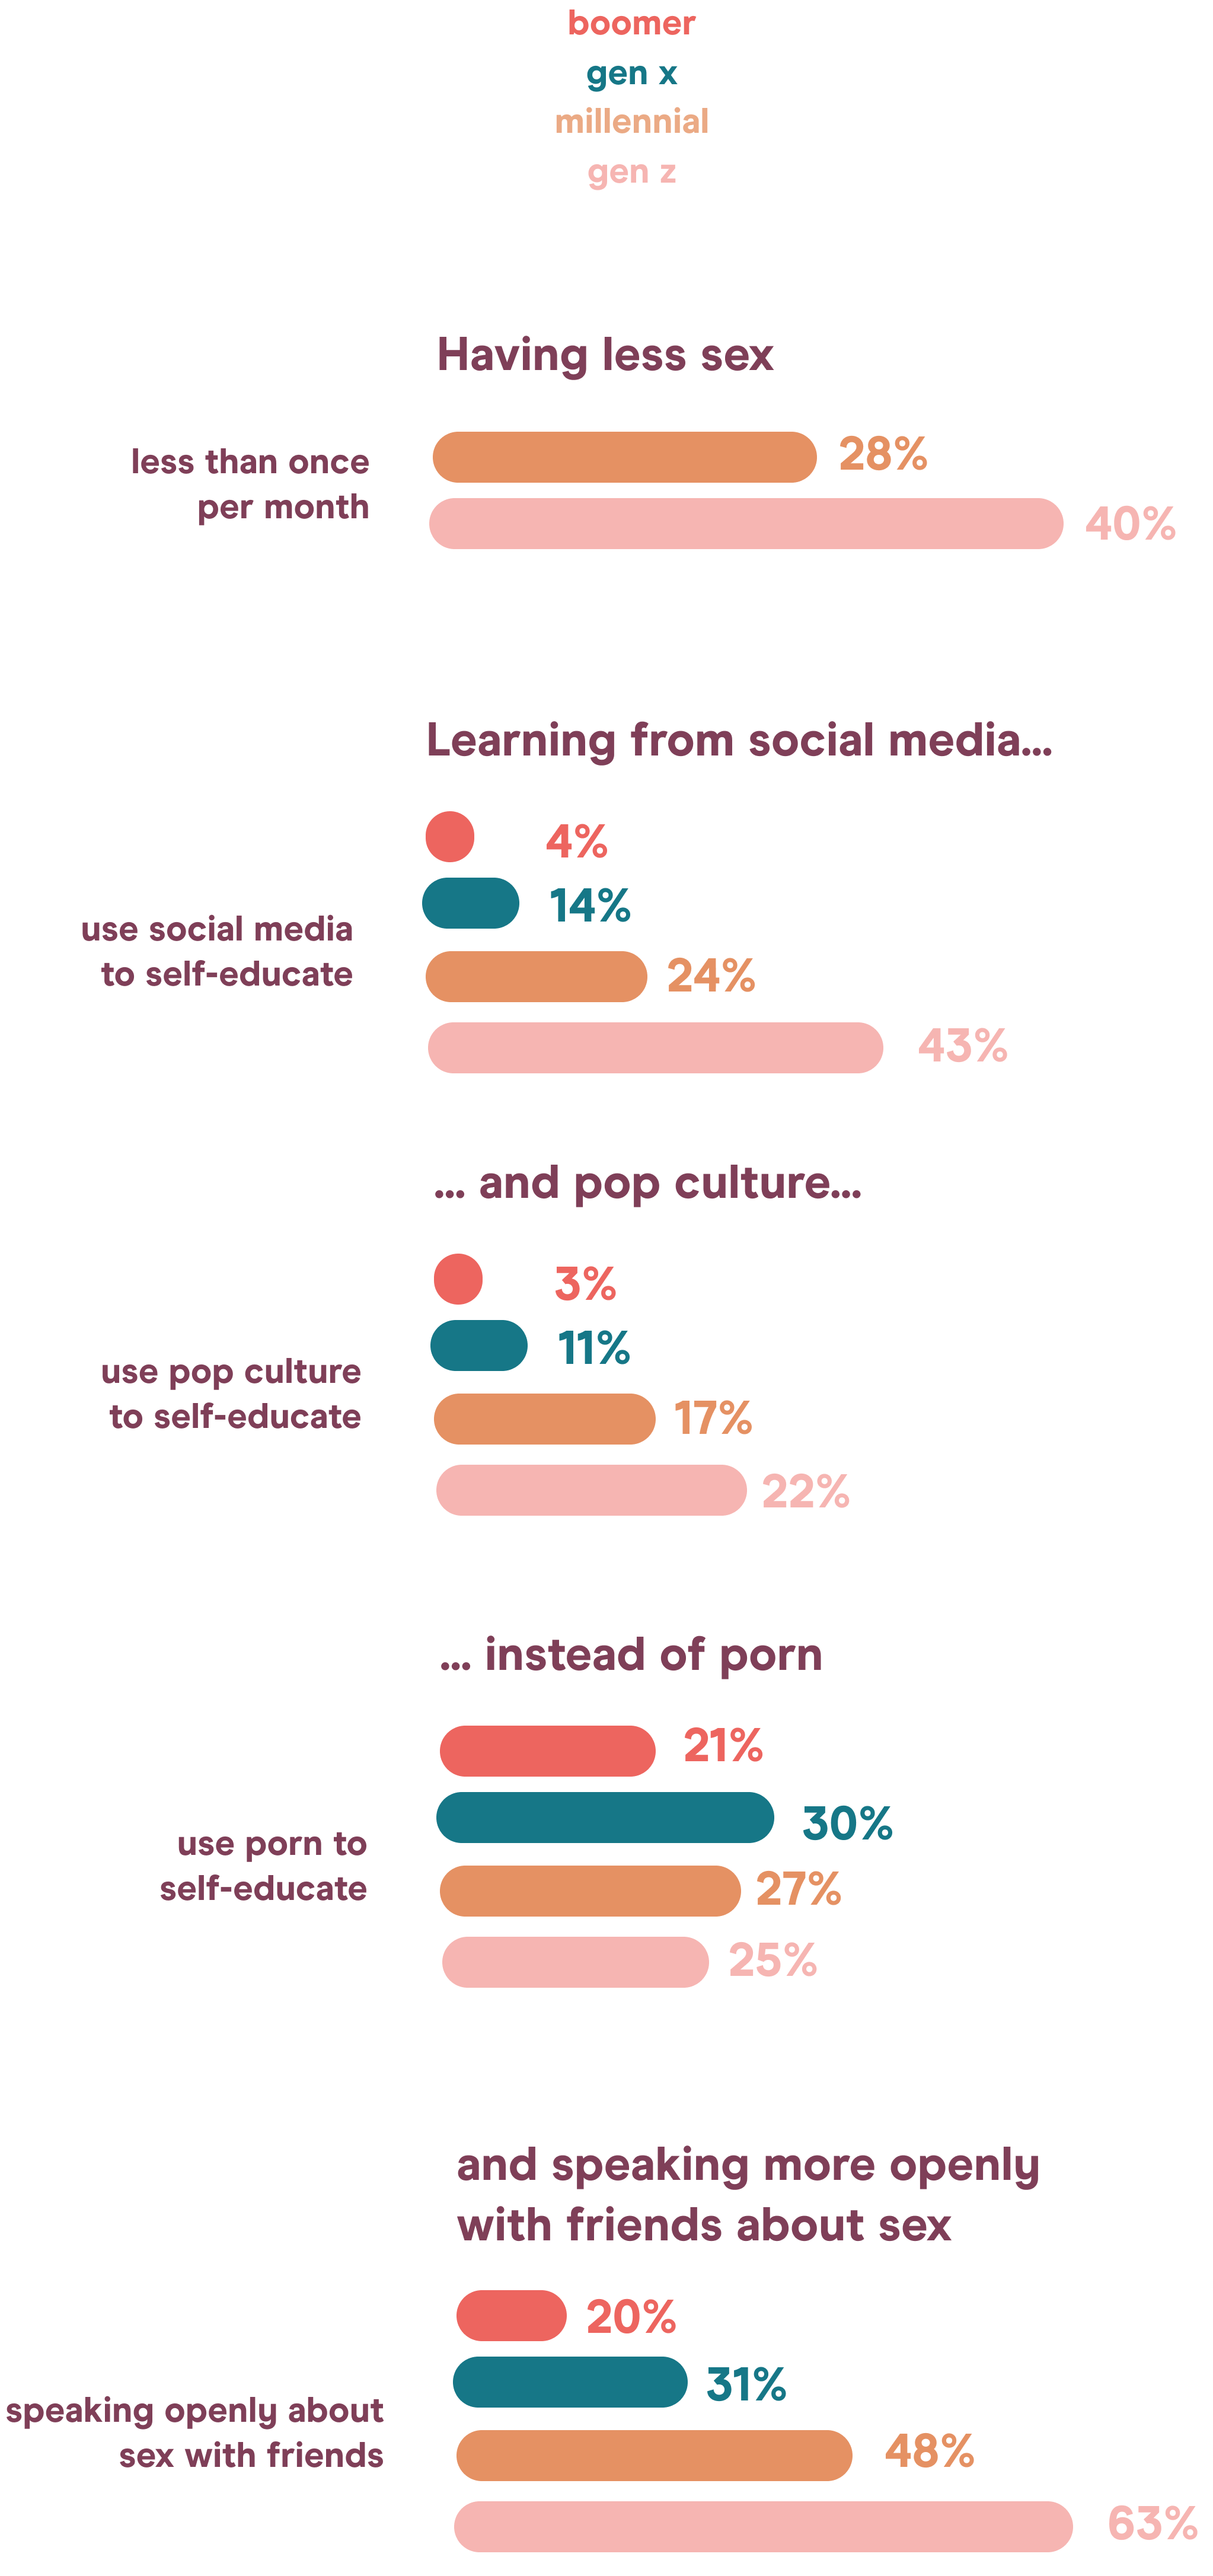 boomer
gen x
millennial
gen z
Having less sex
less than once
per month
28%
40%
Learning from social media...
use social media
to self-educate
4%
14%
24%
43%
... and pop culture...
use pop culture
to self-educate
3%
11%
17%
22%
... instead of porn
use porn to
self-educate
21%
30%
27%
25%
and speaking more openly
with friends about sex
speaking openly about
sex with friends
20%
31%
48%
63%